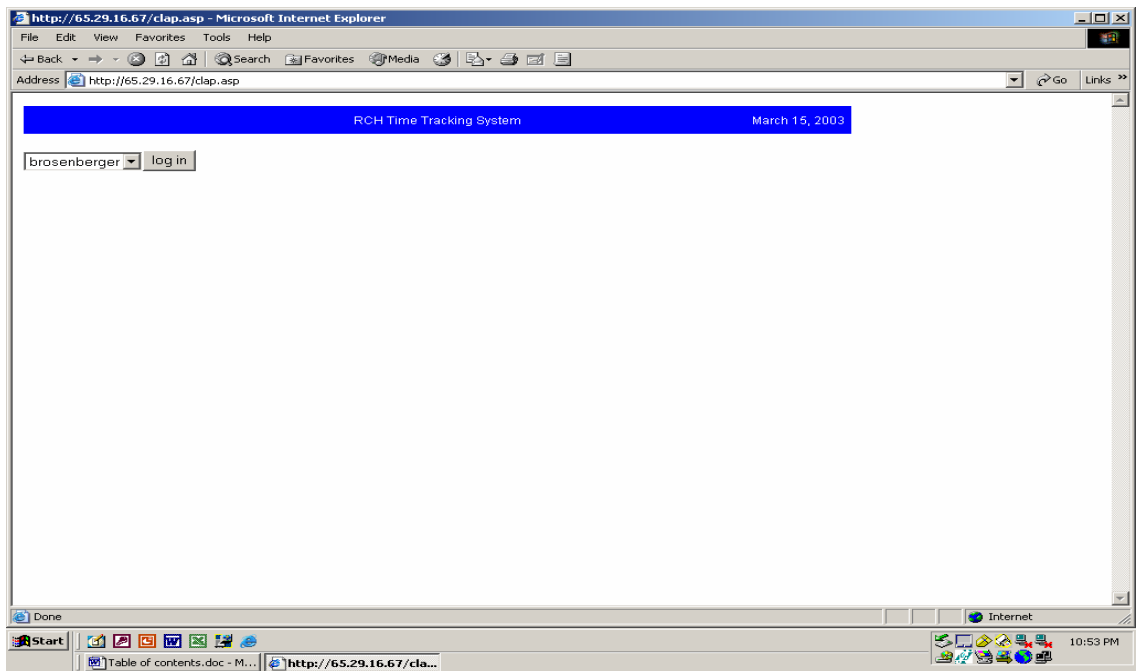 http://65.29.16.67/clap.asp - Microsoft Internet Explorer
File Edit View Favorites Tools Help
Back Search Favorites Media
Address http://65.29.16.67/clap.asp Go Links »
RCH Time Tracking System March 15, 2003
brosenberger log in
Done Internet
Start 10:53 PM
Table of contents.doc - M... http://65.29.16.67/cla...